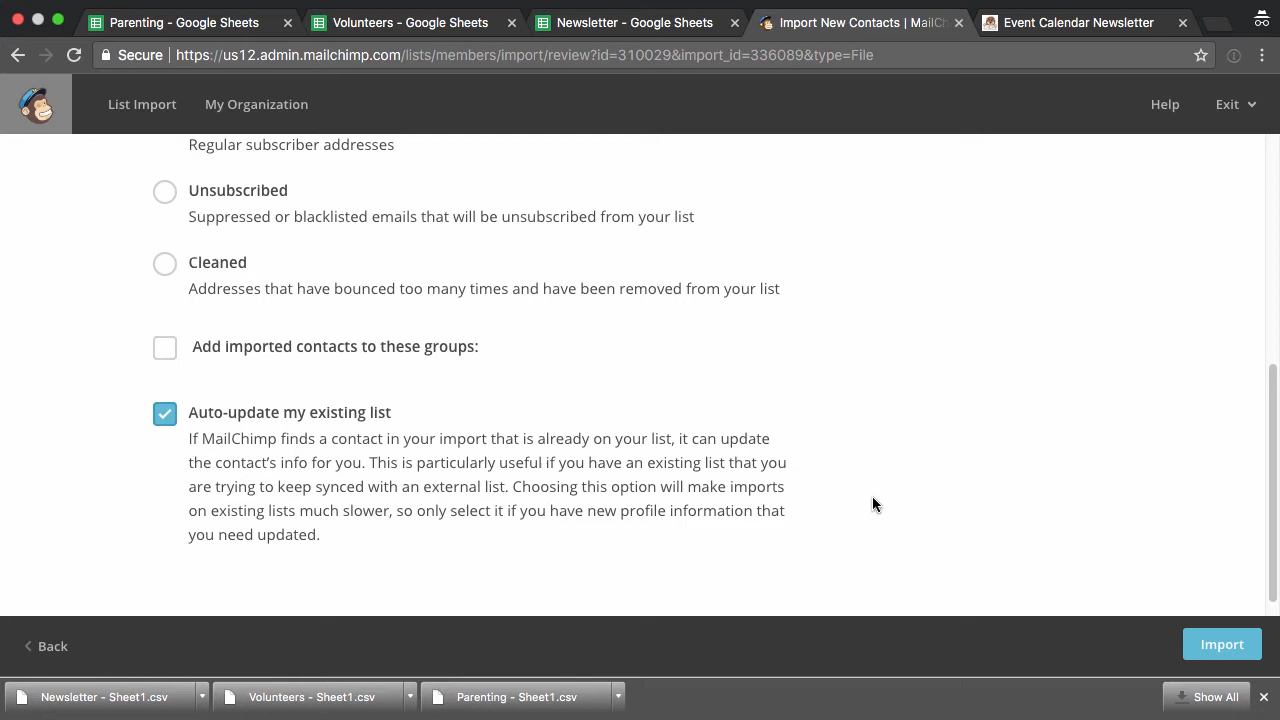 Parenting - Google Sheets
Volunteers - Google Sheets
Newsletter - Google Sheets
Import New Contacts | MailCh
Event Calendar Newsletter
Secure
https://us12.admin.mailchimp.com/lists/members/import/review?id=310029&import_id=336089&type=File
List Import
My Organization
Help
Exit
Regular subscriber addresses
Unsubscribed
Suppressed or blacklisted emails that will be unsubscribed from your list
Cleaned
Addresses that have bounced too many times and have been removed from your list
Add imported contacts to these groups:
Auto-update my existing list
If MailChimp finds a contact in your import that is already on your list, it can update
the contact's info for you. This is particularly useful if you have an existing list that you
are trying to keep synced with an external list. Choosing this option will make imports
on existing lists much slower, so only select it if you have new profile information that
you need updated.
Back
Import
Newsletter - Sheet1.csv
Volunteers - Sheet1.csv
Parenting - Sheet1.csv
Show All